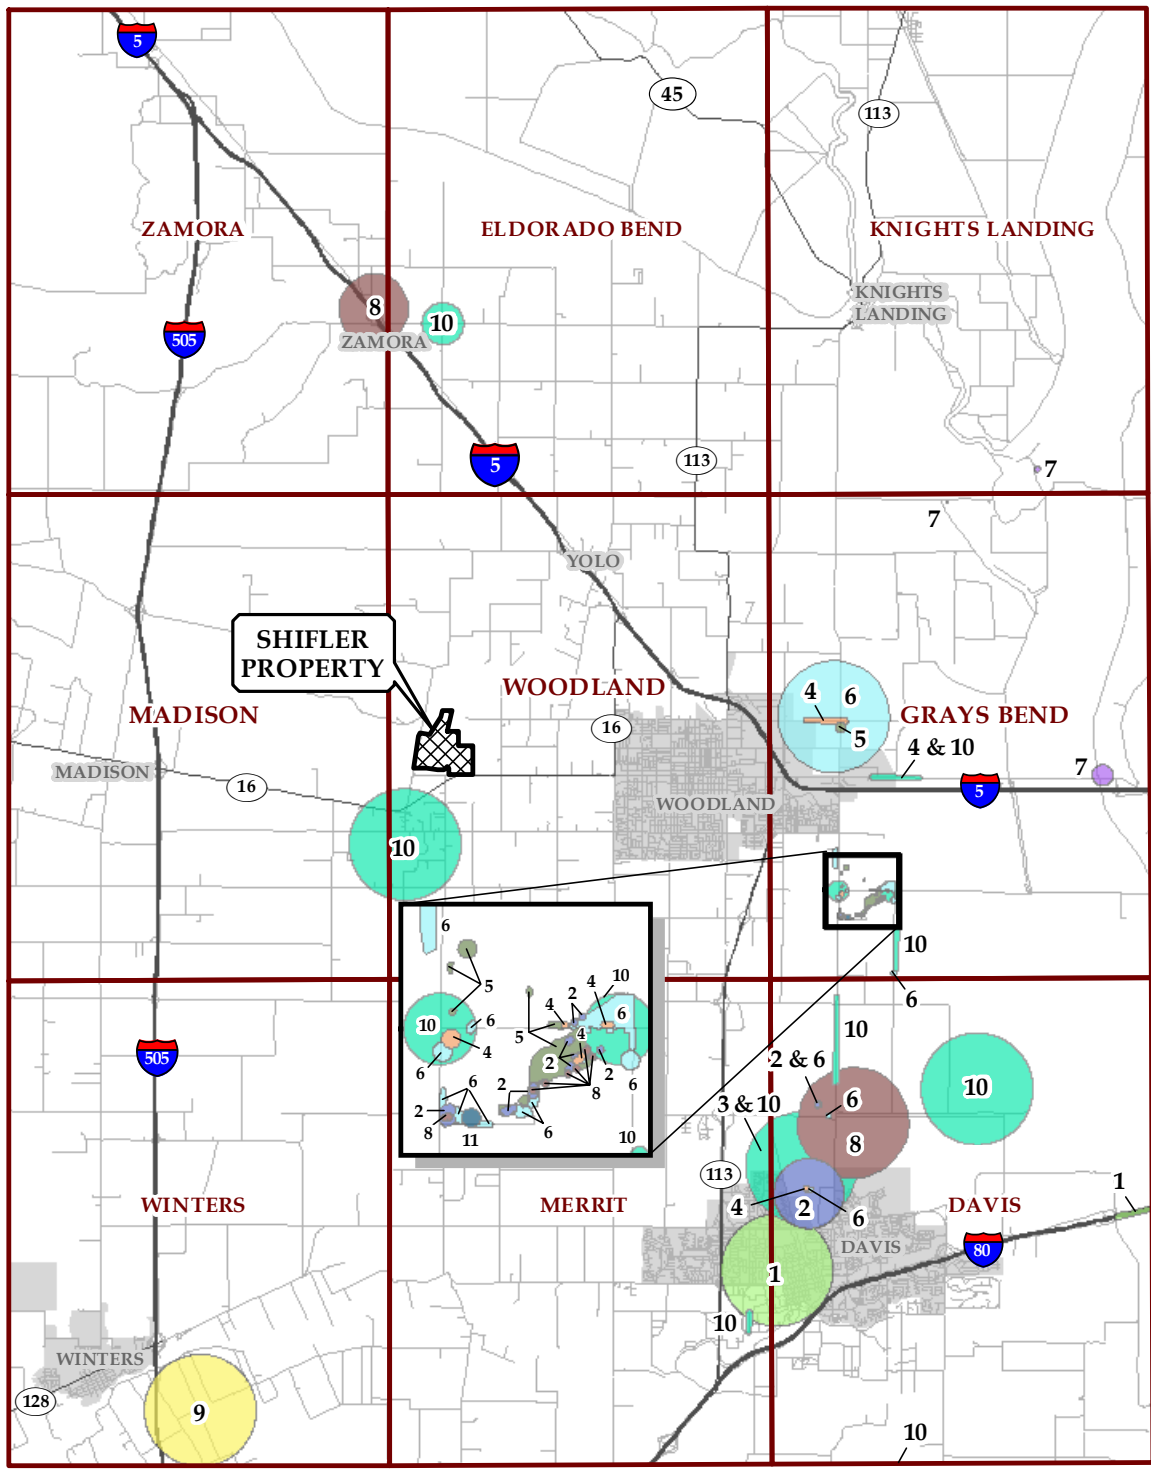 5
45
113
ZAMORA
ELDORADO BEND
KNIGHTS LANDING
KNIGHTS
LANDING
8
10
505
ZAMORA
5
113
7
7
YOLO
SHIFLER
PROPERTY
WOODLAND
MADISON
4
6
GRAYS BEND
16
5
4 & 10
MADISON
16
7
5
WOODLAND
10
6
10
5
6
10
6
4
6
5
2
4
4
10
6
4
2
2
6
8
6
2
8
11
2
6
10
6
505
10
2 & 6
10
3 & 10
6
8
113
1
WINTERS
MERRIT
4
2
6
DAVIS
DAVIS
80
1
10
WINTERS
128
9
10